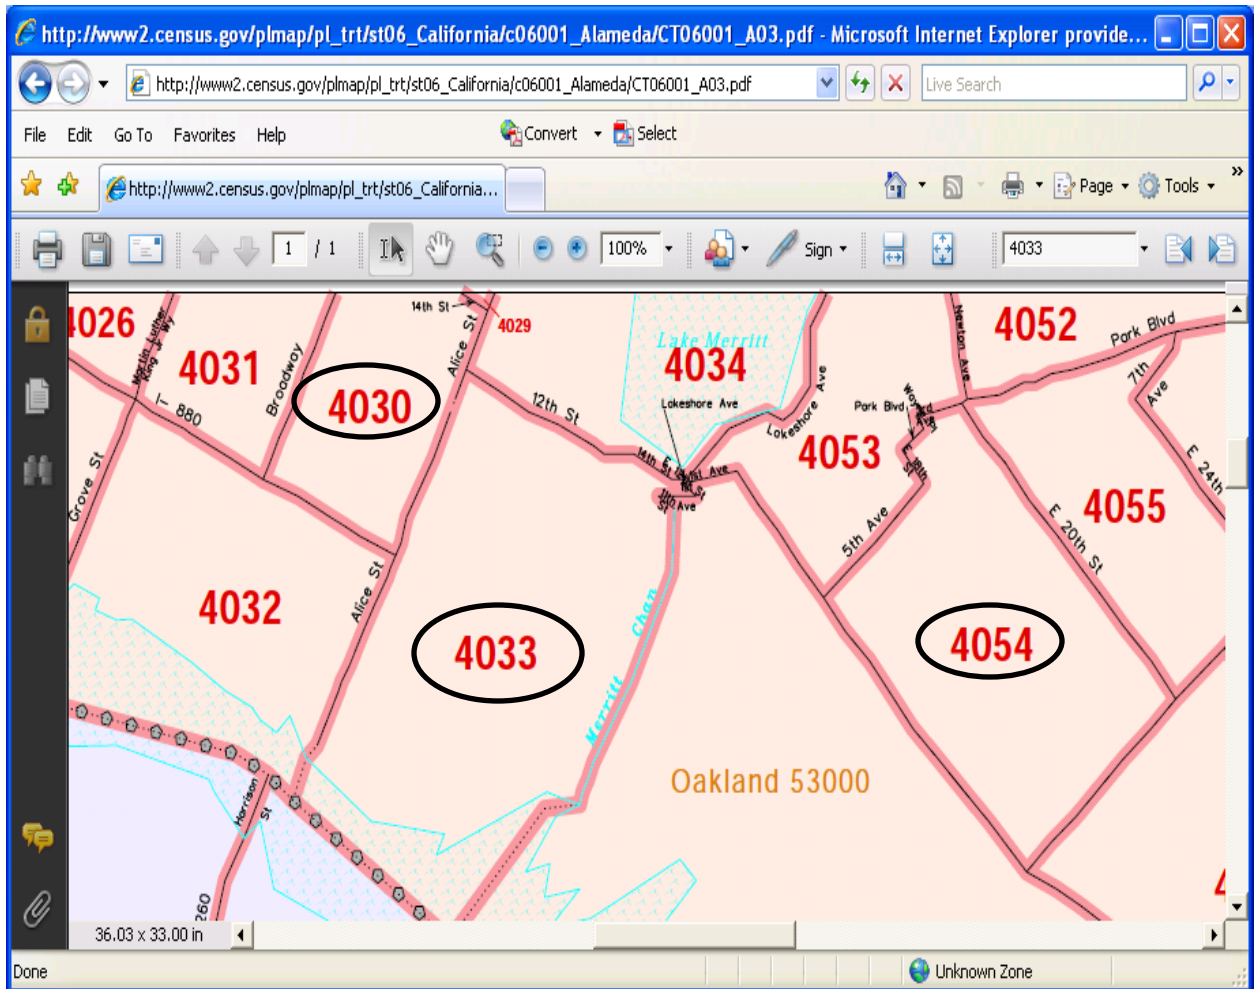 http://www2.census.gov/plmap/pl_trt/st06_California/c06001_Alameda/CT06001_A03.pdf - Microsoft Internet Explorer provide...
http://www2.census.gov/plmap/pl_trt/st06_California/c06001_Alameda/CT06001_A03.pdf
Live Search
File Edit Go To Favorites Help
Convert Select
http://www2.census.gov/plmap/pl_trt/st06_California...
Page Tools »
1 / 1
100%
Sign
4033
4026
Martin Luther
King Jr Wy
4031
Broadway
4030
14th St
Alice St
4029
Lake Merritt
4034
Lakeshore Ave
Lakeshore Ave
Newton Ave
4052
Park Blvd
7th Ave
I- 880
12th St
Park Blvd
4053
E 24th
Grove St
14th St
E 18th St
4055
5th Ave
E 20th St
4032
Alice St
4033
Merritt Chan
4054
Oakland 53000
Harrison St
260
36.03 x 33.00 in
Done
Unknown Zone